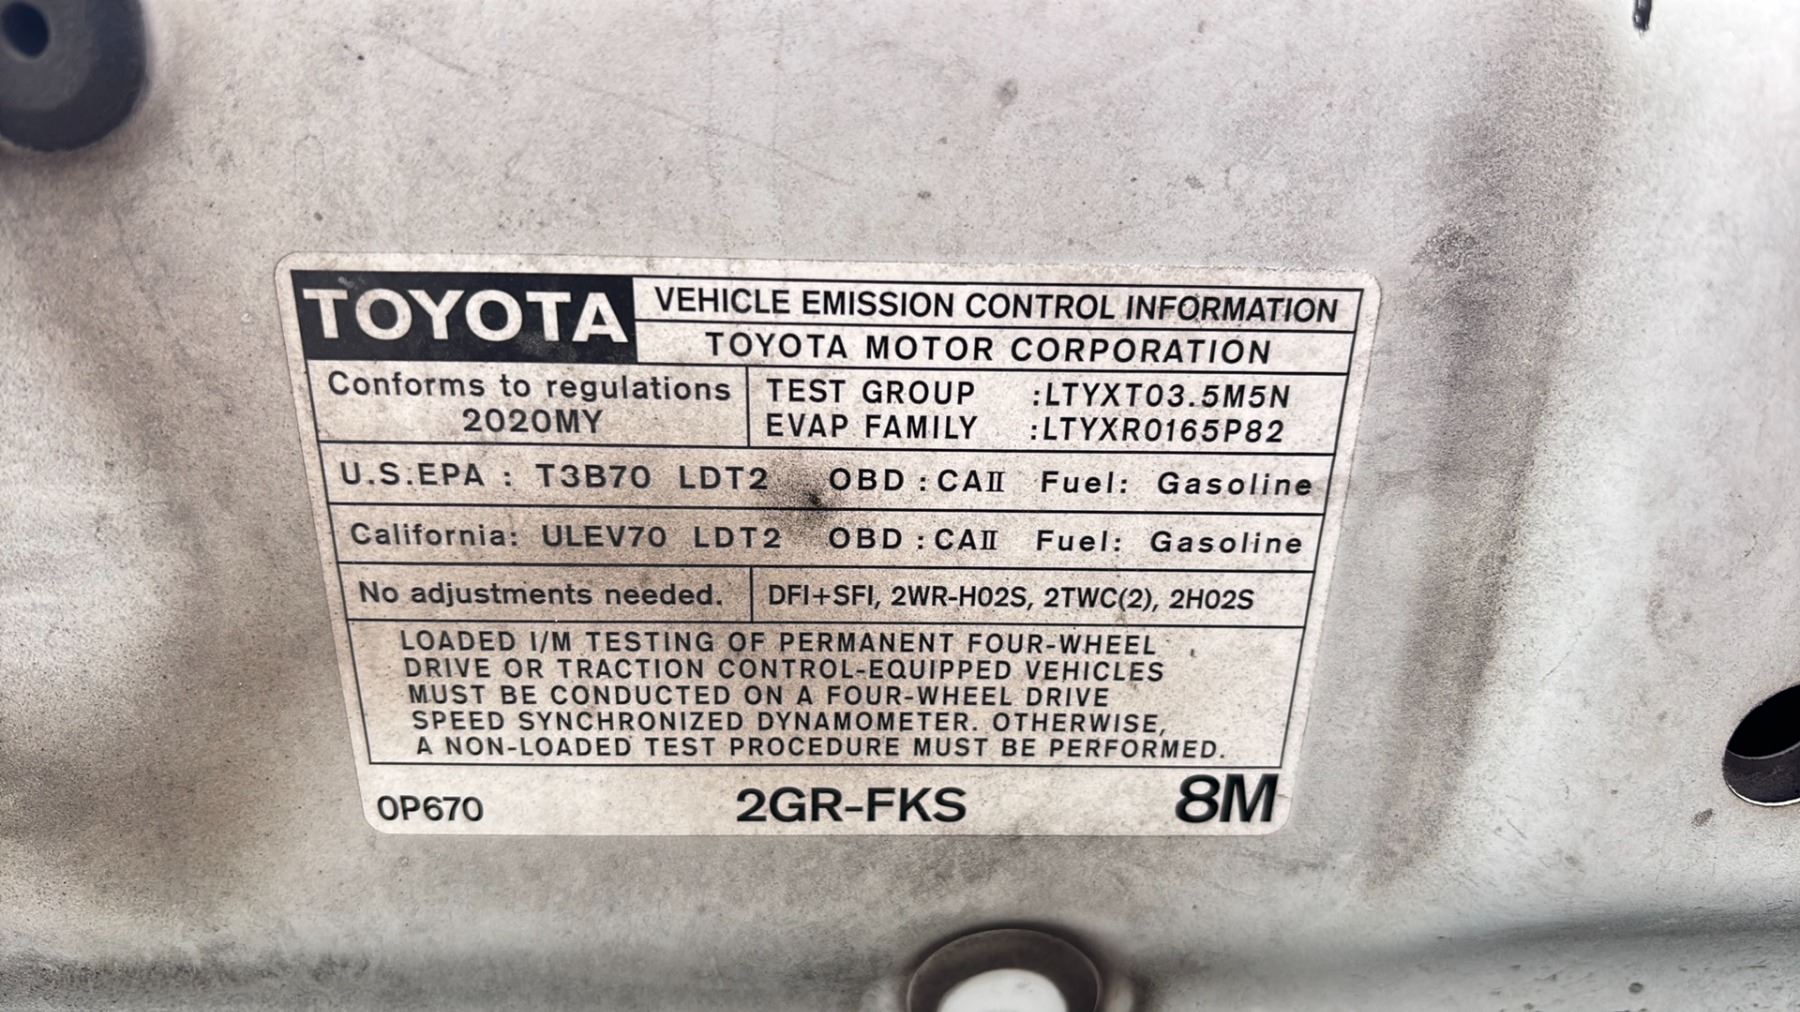 TOYOTA
VEHICLE EMISSION CONTROL INFORMATION
TOYOTA MOTOR CORPORATION
Conforms to regulations
2020MY
TEST GROUP :LTYXT03.5M5N
EVAP FAMILY :LTYXR0165P82
U.S.EPA : T3B70 LDT2 OBD : CAⅡ Fuel: Gasoline
California: ULEV70 LDT2 OBD : CAⅡ Fuel: Gasoline
No adjustments needed.
DFI+SFI, 2WR-HO2S, 2TWC(2), 2HO2S
LOADED I/M TESTING OF PERMANENT FOUR-WHEEL
DRIVE OR TRACTION CONTROL-EQUIPPED VEHICLES
MUST BE CONDUCTED ON A FOUR-WHEEL DRIVE
SPEED SYNCHRONIZED DYNAMOMETER. OTHERWISE,
A NON-LOADED TEST PROCEDURE MUST BE PERFORMED.
0P670 2GR-FKS 8M